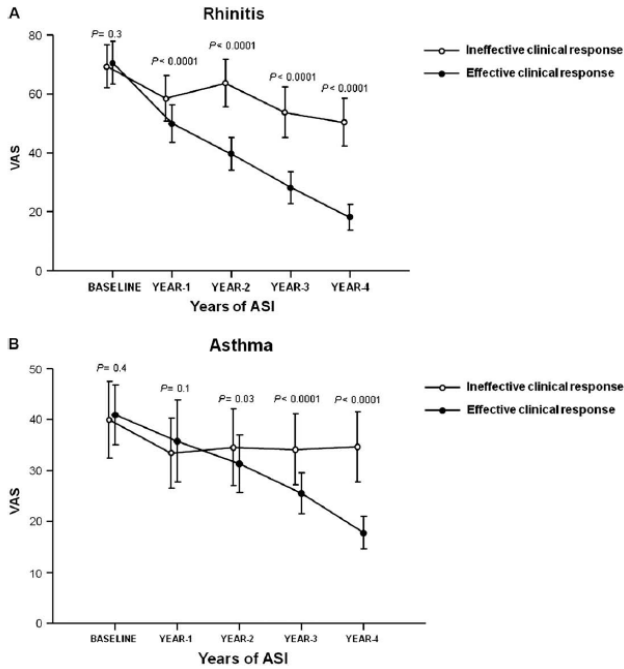 A
Rhinitis
P= 0.3
P < 0.0001
P < 0.0001
P < 0.0001
P < 0.0001
Ineffective clinical response
Effective clinical response
80
60
40
20
0
VAS
BASELINE YEAR-1 YEAR-2 YEAR-3 YEAR-4
Years of ASI
B
Asthma
P= 0.4
P= 0.1
P= 0.03
P< 0.0001
P< 0.0001
Ineffective clinical response
Effective clinical response
50
40
30
20
10
0
VAS
BASELINE YEAR-1 YEAR-2 YEAR-3 YEAR-4
Years of ASI